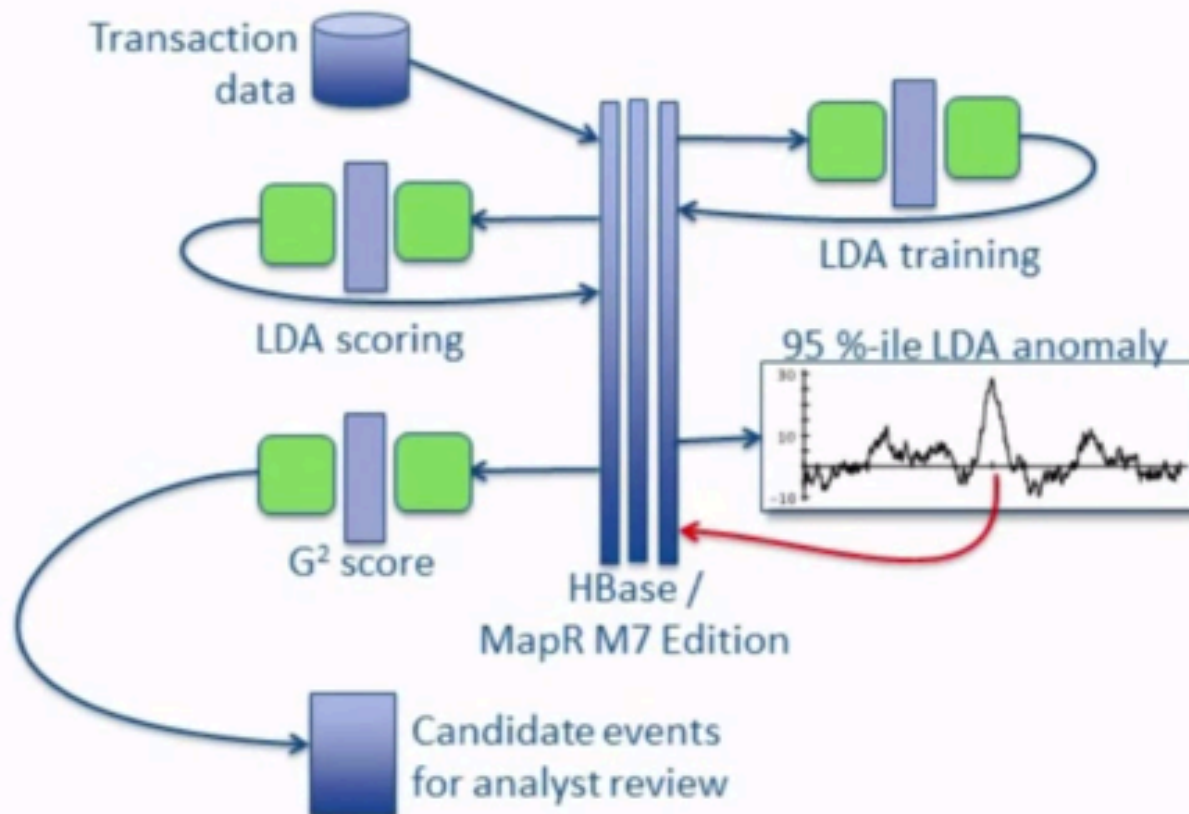 Transaction
data
LDA training
LDA scoring
95 %-ile LDA anomaly
30
10
-10
G² score
HBase /
MapR M7 Edition
Candidate events
for analyst review